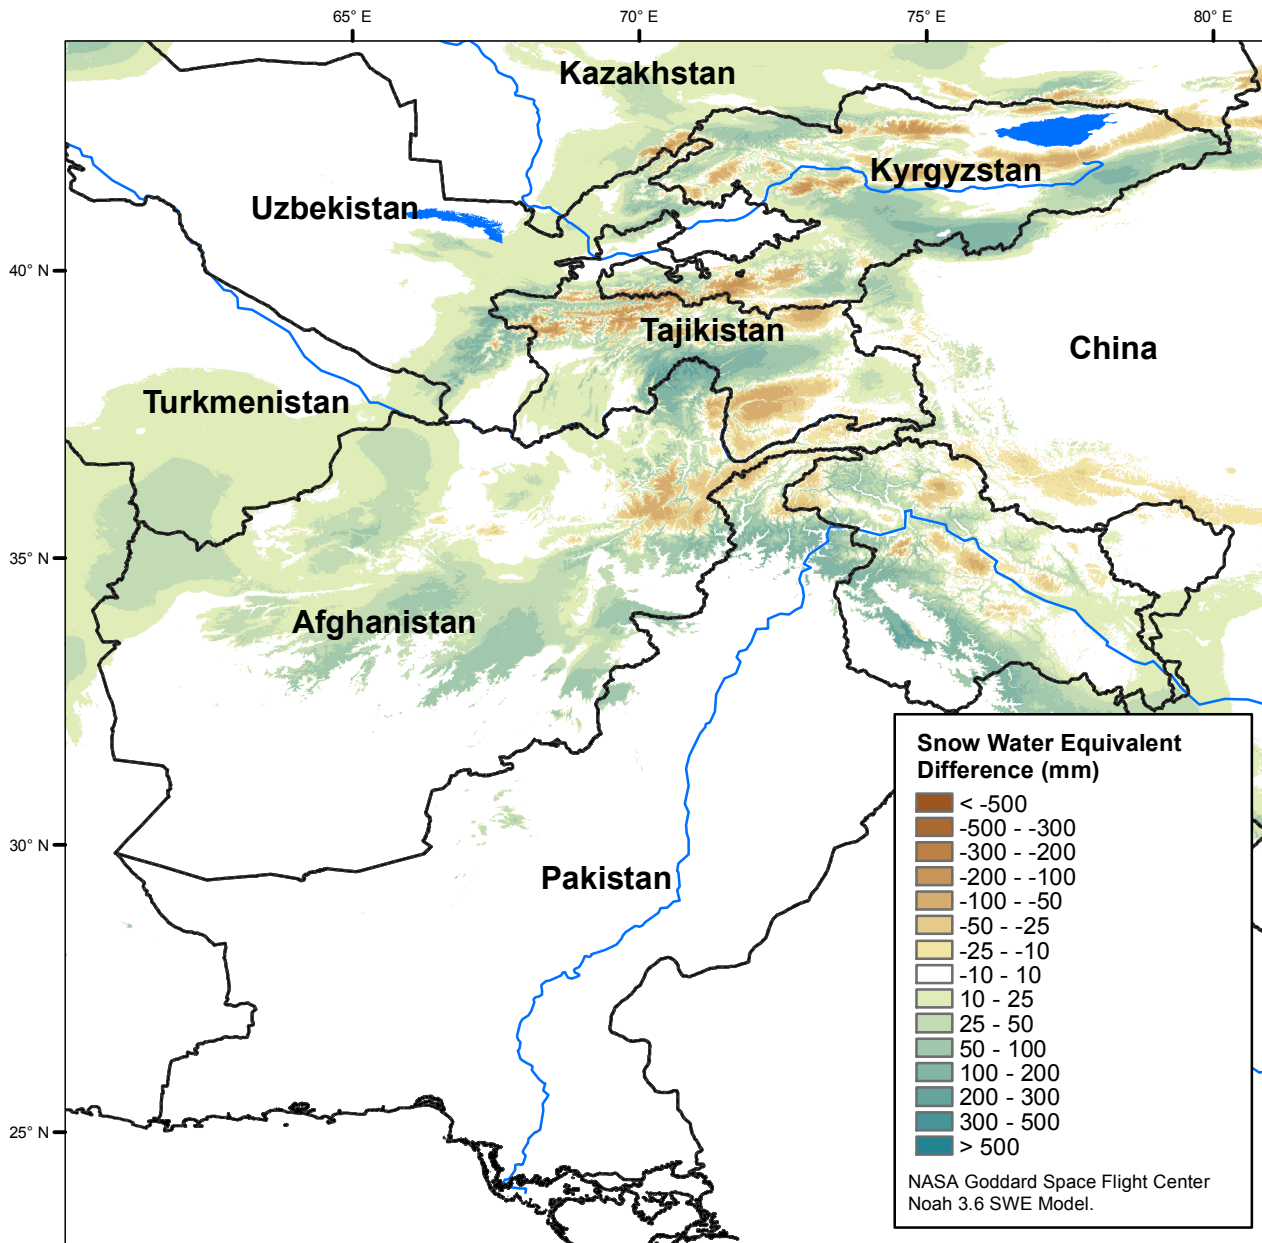 65° E
70° E
75° E
80° E
Kazakhstan
Kyrgyzstan
Uzbekistan
40° N
Tajikistan
China
Turkmenistan
35° N
Afghanistan
30° N
Pakistan
25° N
Snow Water Equivalent
Difference (mm)
< -500
-500 - -300
-300 - -200
-200 - -100
-100 - -50
-50 - -25
-25 - -10
-10 - 10
10 - 25
25 - 50
50 - 100
100 - 200
200 - 300
300 - 500
> 500
NASA Goddard Space Flight Center
Noah 3.6 SWE Model.